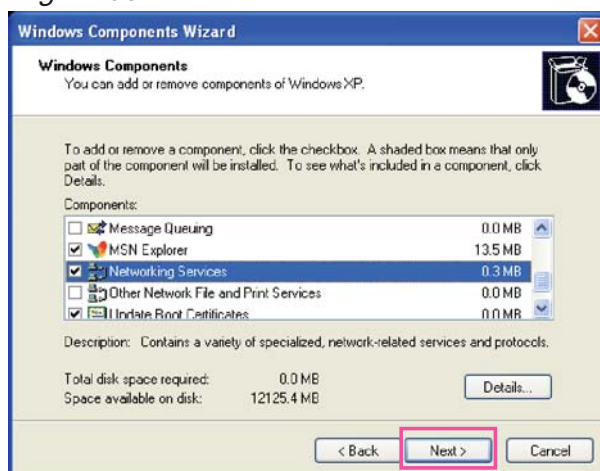 Windows Components Wizard
Windows Components
You can add or remove components of Windows XP.
To add or remove a component, click the checkbox. A shaded box means that only
part of the component will be installed. To see what's included in a component, click
Details.
Components:
Message Queuing 0.0 MB
MSN Explorer 13.5 MB
Networking Services 0.3 MB
Other Network File and Print Services 0.0 MB
Update Root Certificates 0.0 MB
Description: Contains a variety of specialized, network-related services and protocols.
Total disk space required: 0.0 MB
Space available on disk: 12125.4 MB
Details...
< Back Next > Cancel